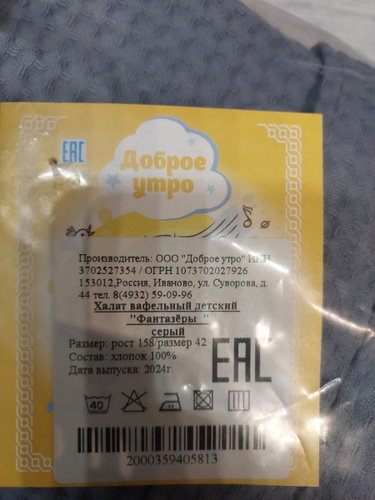 EAC
Доброе
утро
Производитель: ООО "Доброе утро" ИНН
3702527354 / ОГРН 1073702027926
153012,Россия, Иваново, ул. Суворова, д.
44 тел. 8(4932) 59-09-96
Халат вафельный детский
"Фантазёры "
серый
Размер: рост 158/размер 42
Состав: хлопок 100%
Дата выпуска: 2024г.
EAC
40
2000359405813